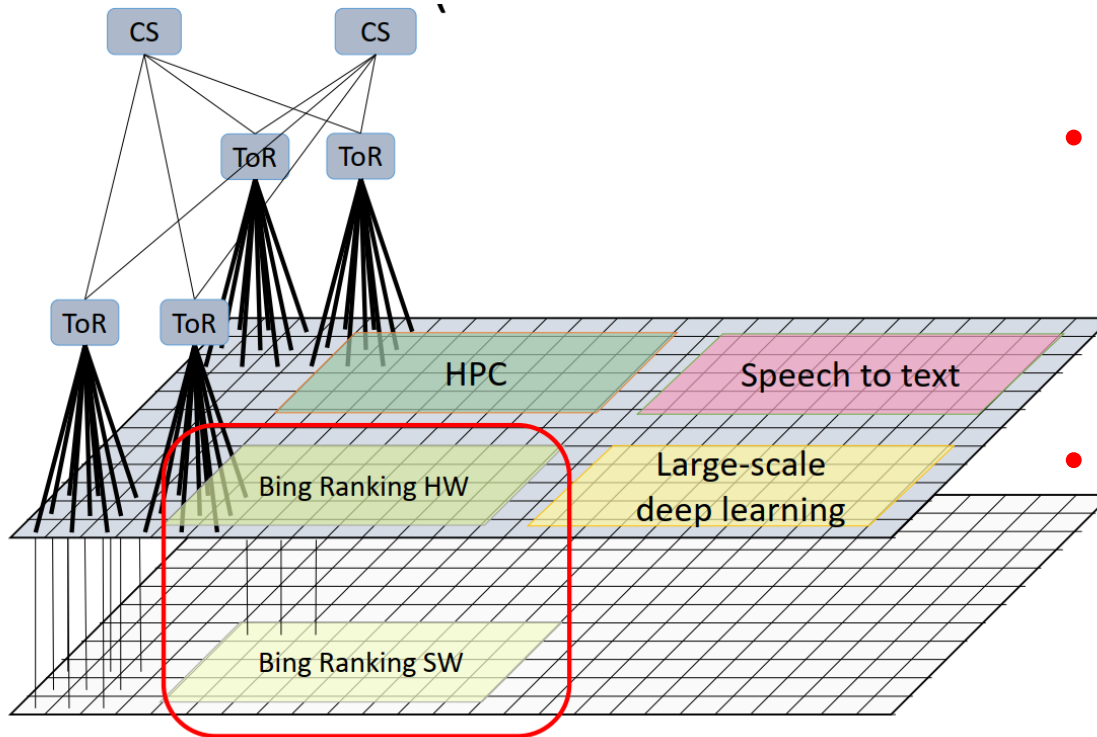 CS
CS
ToR
ToR
ToR
ToR
HPC
Speech to text
Bing Ranking HW
Large-scale
deep learning
Bing Ranking SW